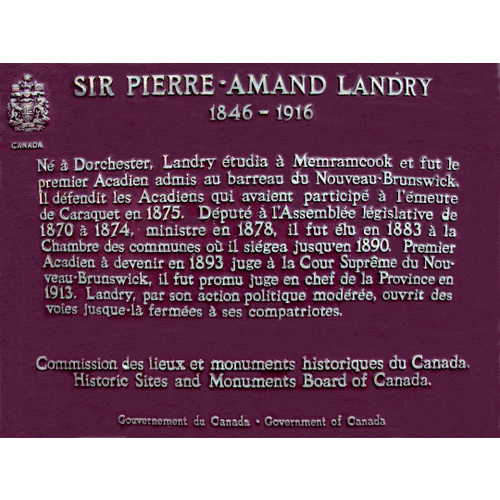 SIR PIERRE-AMAND LANDRY
1846 - 1916
CANADA
Né à Dorchester, Landry étudia à Memramcook et fut le
premier Acadien admis au barreau du Nouveau-Brunswick.
Il défendit les Acadiens qui avaient participé à l'émeute
de Caraquet en 1875. Député à l'Assemblée législative de
1870 à 1874, ministre en 1878, il fut élu en 1883 à la
Chambre des communes où il siégea jusqu'en 1890. Premier
Acadien à devenir en 1893 juge à la Cour Suprême du Nou-
veau-Brunswick, il fut promu juge en chef de la Province en
1913. Landry, par son action politique modérée, ouvrit des
voies jusque-là fermées à ses compatriotes.
Commission des lieux et monuments historiques du Canada.
Historic Sites and Monuments Board of Canada.
Gouvernement du Canada · Government of Canada